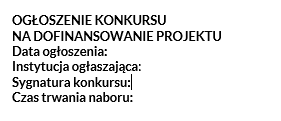 OGŁOSZENIE KONKURSU
NA DOFINANSOWANIE PROJEKTU
Data ogłoszenia:
Instytucja ogłaszająca:
Sygnatura konkursu:
Czas trwania naboru: